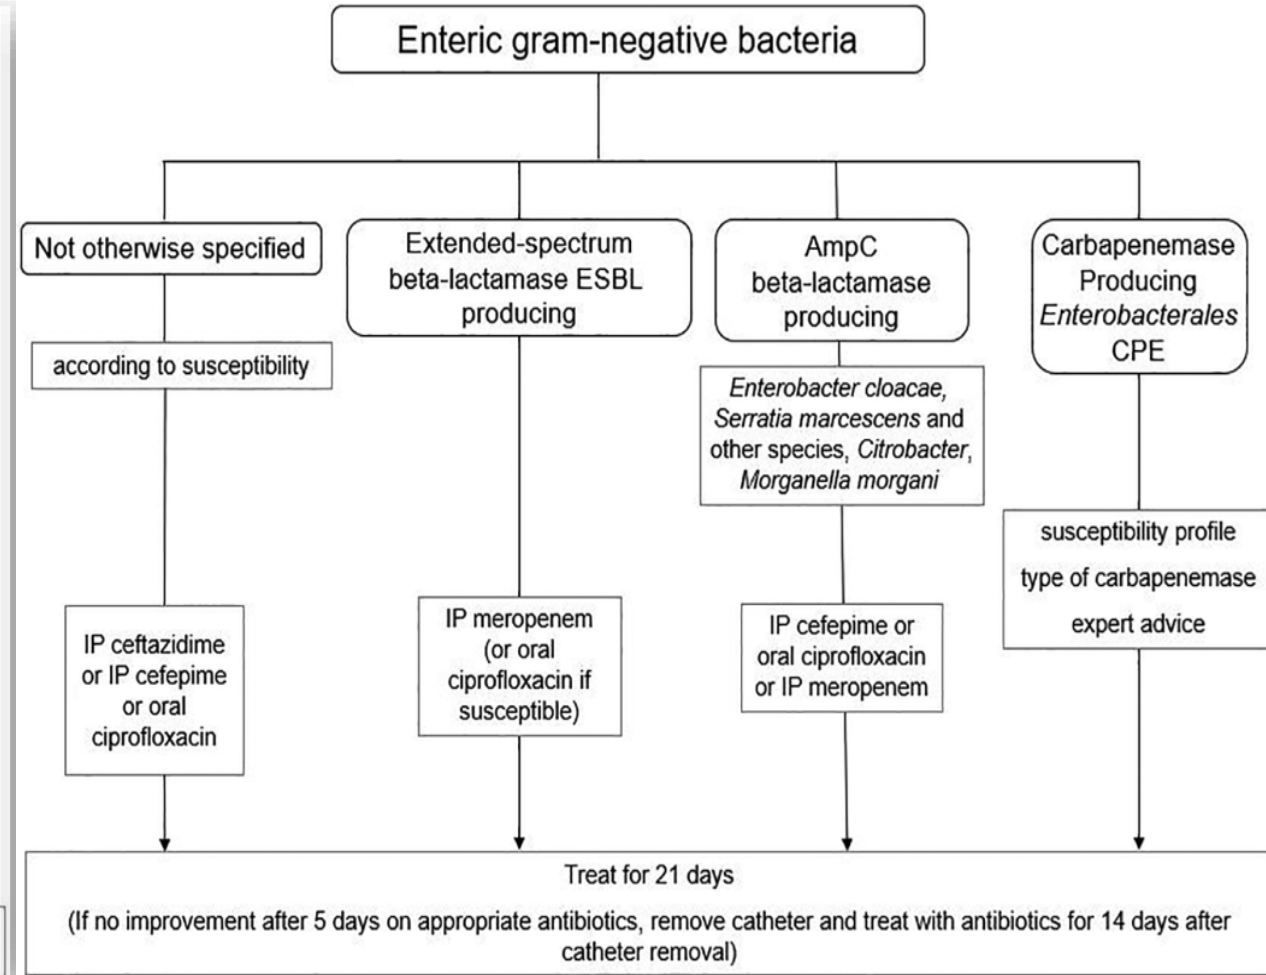 Enteric gram-negative bacteria
Not otherwise specified
according to susceptibility
IP ceftazidime
or IP cefepime
or oral
ciprofloxacin
Extended-spectrum
beta-lactamase ESBL
producing
IP meropenem
(or oral
ciprofloxacin if
susceptible)
AmpC
beta-lactamase
producing
Enterobacter cloacae,
Serratia marcescens and
other species, Citrobacter,
Morganella morgani
IP cefepime or
oral ciprofloxacin
or IP meropenem
Carbapenemase
Producing
Enterobacterales
CPE
susceptibility profile
type of carbapenemase
expert advice
Treat for 21 days
(If no improvement after 5 days on appropriate antibiotics, remove catheter and treat with antibiotics for 14 days after
catheter removal)